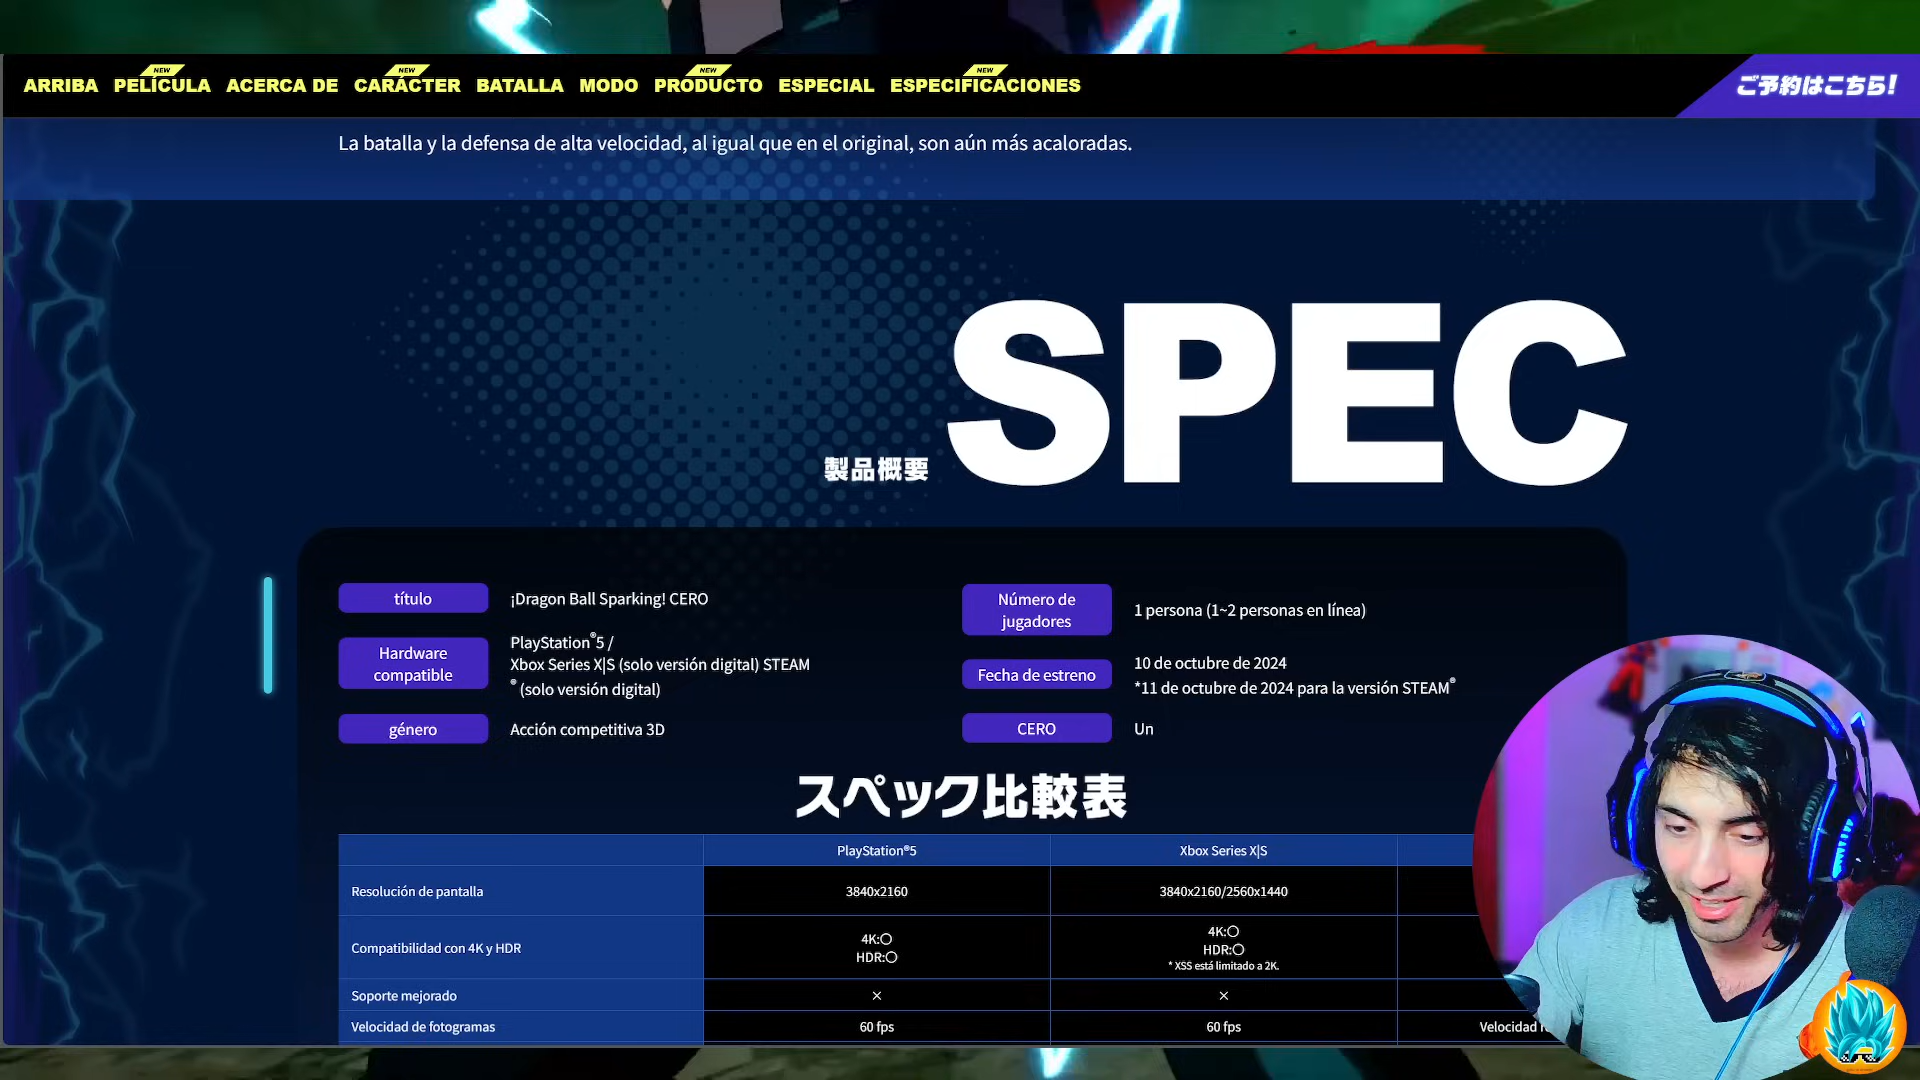 NEW NEW NEW NEW
ARRIBA PELÍCULA ACERCA DE CARÁCTER BATALLA MODO PRODUCTO ESPECIAL ESPECIFICACIONES
ご予約はこちら!
La batalla y la defensa de alta velocidad, al igual que en el original, son aún más acaloradas.
製品概要 SPEC
título ¡Dragon Ball Sparking! CERO
Hardware compatible
PlayStation®5 /
Xbox Series X|S (solo versión digital) STEAM
® (solo versión digital)
género Acción competitiva 3D
Número de
jugadores
1 persona (1~2 personas en línea)
Fecha de estreno
10 de octubre de 2024
*11 de octubre de 2024 para la versión STEAM®
CERO Un
スペック比較表
PlayStation®5 Xbox Series X|S
Resolución de pantalla 3840x2160 3840x2160/2560x1440
Compatibilidad con 4K y HDR
4K:〇
HDR:〇
4K:〇
HDR:〇
* XSS está limitado a 2K.
Soporte mejorado × ×
Velocidad de fotogramas 60 fps 60 fps Velocidad